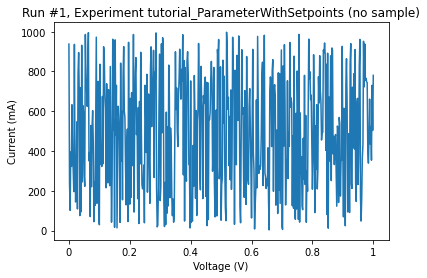 Run #1, Experiment tutorial_ParameterWithSetpoints (no sample)
1000
800
600
400
200
0
Current (mA)
0 0.2 0.4 0.6 0.8 1
Voltage (V)